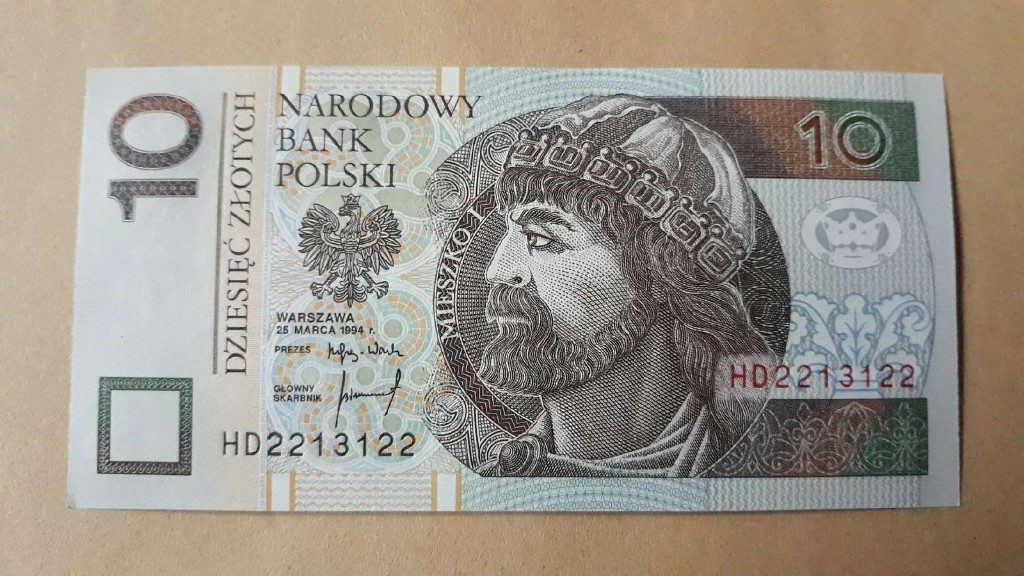 10
DZIESIĘĆ ZŁOTYCH
NARODOWY
BANK
POLSKI
WARSZAWA
25 MARCA 1994 r.
PREZES
GŁÓWNY
SKARBNIK
HD2213122
MIESZKO I
10
HD2213122